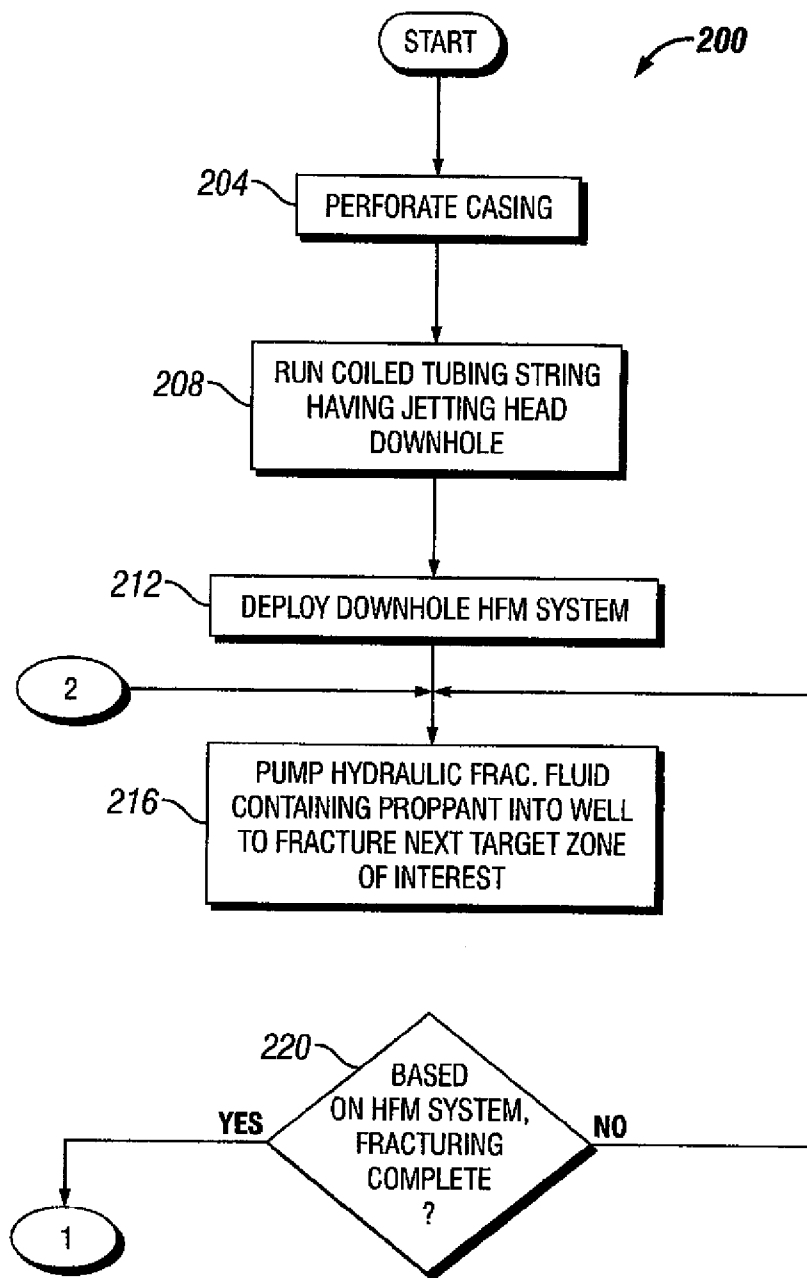 START
200
204
PERFORATE CASING
208
RUN COILED TUBING STRING
HAVING JETTING HEAD
DOWNHOLE
212
DEPLOY DOWNHOLE HFM SYSTEM
2
216
PUMP HYDRAULIC FRAC. FLUID
CONTAINING PROPPANT INTO WELL
TO FRACTURE NEXT TARGET ZONE
OF INTEREST
220
BASED
ON HFM SYSTEM,
FRACTURING
COMPLETE
?
YES
NO
1